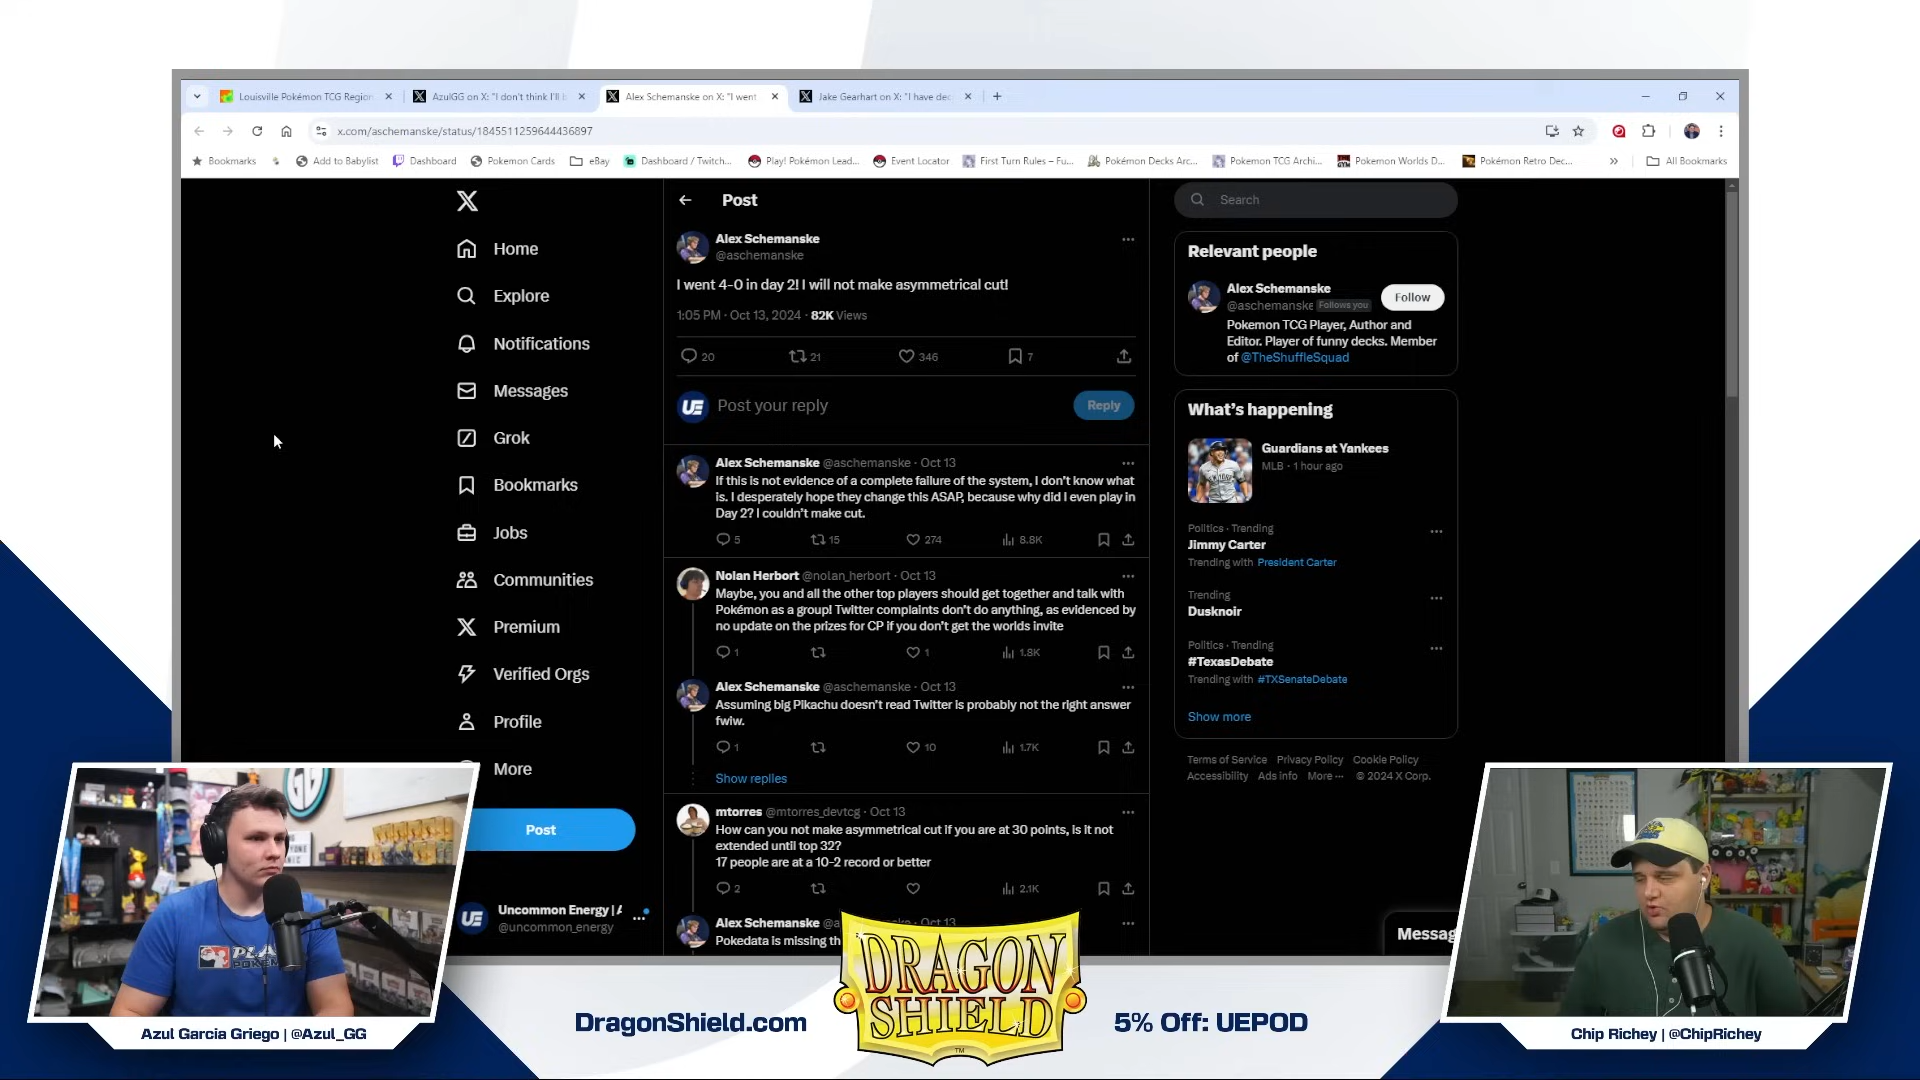 Louisville Pokémon TCG Region
AzulGG on X: "I don't think I'll b
Alex Schemanske on X: "I went
Jake Gearhart on X: "I have dec
x.com/aschemanske/status/1845511259644436897
Bookmarks
Add to Babylist
Dashboard
Pokemon Cards
eBay
Dashboard / Twitch...
Play! Pokémon Lead...
Event Locator
First Turn Rules – Fu...
Pokémon Decks Arc...
Pokemon TCG Archi...
Pokemon Worlds D...
Pokémon Retro Dec...
All Bookmarks
Home
Explore
Notifications
Messages
Grok
Bookmarks
Jobs
Communities
Premium
Verified Orgs
Profile
More
Post
Uncommon Energy | A
@uncommon_energy
Post
Alex Schemanske
@aschemanske
I went 4-0 in day 2! I will not make asymmetrical cut!
1:05 PM · Oct 13, 2024 · 82K Views
20 21 346 7
Post your reply
Reply
Alex Schemanske @aschemanske · Oct 13
If this is not evidence of a complete failure of the system, I don't know what
is. I desperately hope they change this ASAP, because why did I even play in
Day 2? I couldn't make cut.
5 15 274 8.8K
Nolan Herbort @nolan_herbort · Oct 13
Maybe, you and all the other top players should get together and talk with
Pokémon as a group! Twitter complaints don't do anything, as evidenced by
no update on the prizes for CP if you don't get the worlds invite
1 1 1.8K
Alex Schemanske @aschemanske · Oct 13
Assuming big Pikachu doesn't read Twitter is probably not the right answer
fwiw.
1 10 1.7K
Show replies
mtorres @mtorres_devtcg · Oct 13
How can you not make asymmetrical cut if you are at 30 points, is it not
extended until top 32?
17 people are at a 10-2 record or better
2 2.1K
Alex Schemanske @a Oct 13
Pokedata is missing th
Search
Relevant people
Alex Schemanske
@aschemanske Follows you
Follow
Pokemon TCG Player, Author and
Editor. Player of funny decks. Member
of @TheShuffleSquad
What's happening
Guardians at Yankees
MLB · 1 hour ago
Politics · Trending
Jimmy Carter
Trending with President Carter
Trending
Dusknoir
Politics · Trending
#TexasDebate
Trending with #TXSenateDebate
Show more
Terms of Service Privacy Policy Cookie Policy
Accessibility Ads info More ··· © 2024 X Corp.
Messag
Azul Garcia Griego | @Azul_GG
DragonShield.com
DRAGON
SHIELD
TM
5% Off: UEPOD
Chip Richey | @ChipRichey